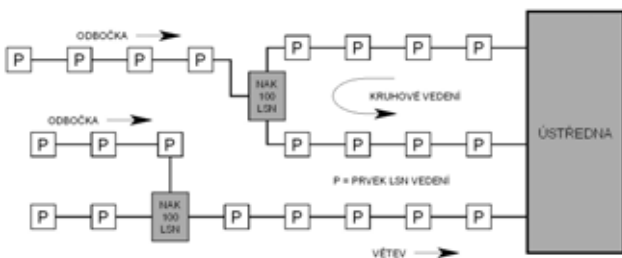 ODBOČKA
P P P P
P P P P
NAK
100
LSN
KRUHOVÉ VEDENÍ
ÚSTŘEDNA
ODBOČKA
P P P
P P P P
P = PRVEK LSN VEDENÍ
NAK
100
LSN
P P
P P P P P
VĚTEV